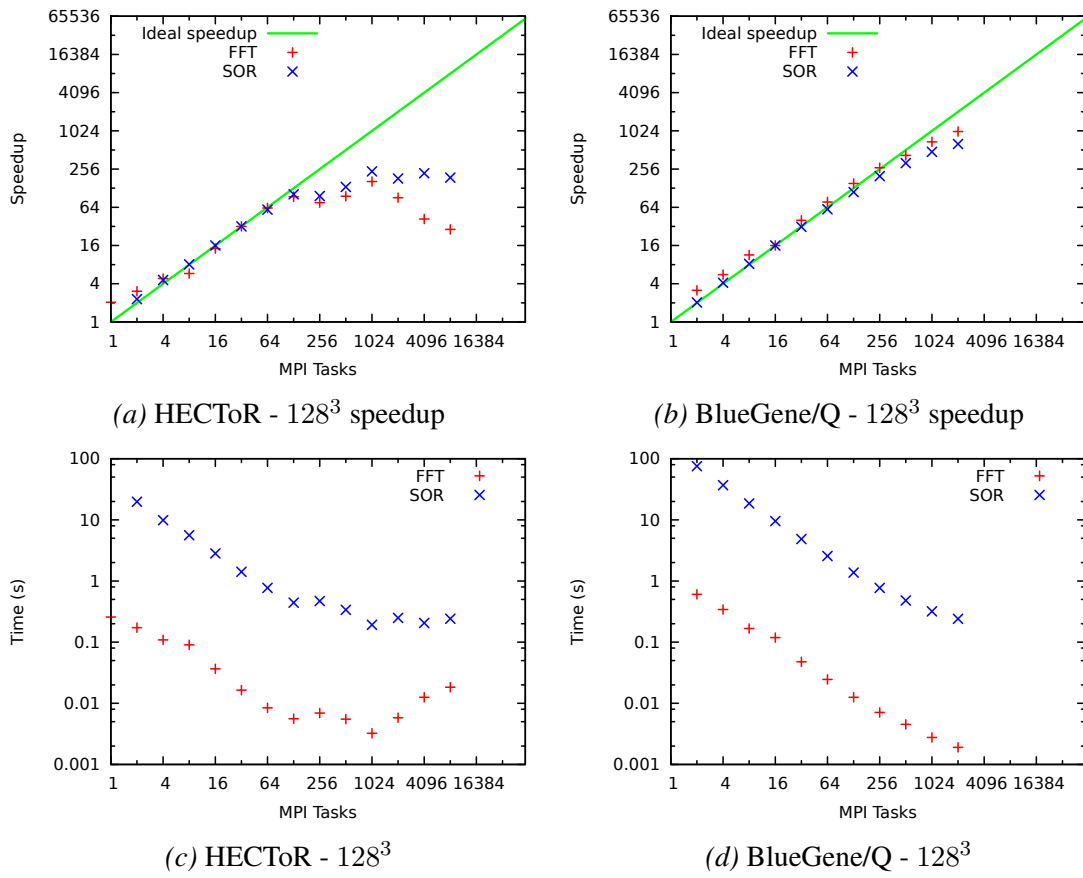 65536
16384
4096
1024
256
64
16
4
1
Speedup
Ideal speedup
FFT
SOR
1 4 16 64 256 1024 4096 16384
MPI Tasks
(a) HECToR - 128³ speedup
65536
16384
4096
1024
256
64
16
4
1
Speedup
Ideal speedup
FFT
SOR
1 4 16 64 256 1024 4096 16384
MPI Tasks
(b) BlueGene/Q - 128³ speedup
100
10
1
0.1
0.01
0.001
Time (s)
FFT
SOR
1 4 16 64 256 1024 4096 16384
MPI Tasks
(c) HECToR - 128³
100
10
1
0.1
0.01
0.001
Time (s)
FFT
SOR
1 4 16 64 256 1024 4096 16384
MPI Tasks
(d) BlueGene/Q - 128³